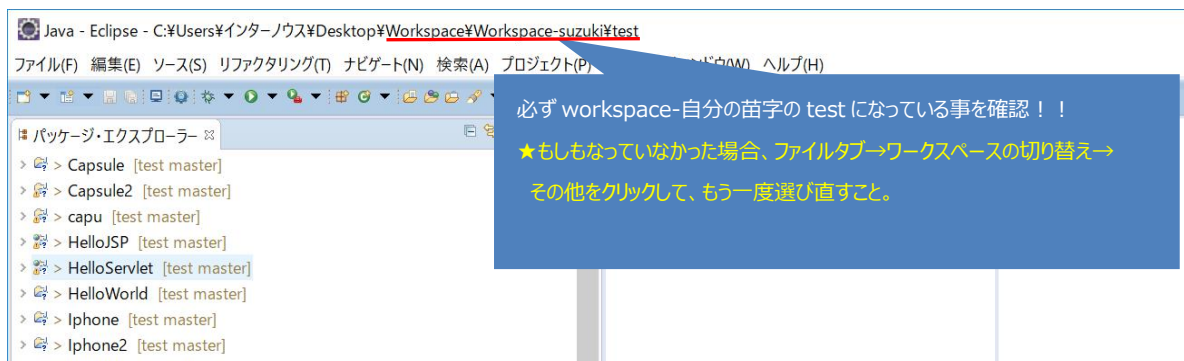 Java - Eclipse - C:¥Users¥インターノウス¥Desktop¥Workspace¥Workspace-suzuki¥test
ファイル(F) 編集(E) ソース(S) リファクタリング(T) ナビゲート(N) 検索(A) プロジェクト(P) ンドウ(W) ヘルプ(H)
必ず workspace-自分の苗字の test になっている事を確認！！
★もしもなっていなかった場合、ファイルタブ→ワークスペースの切り替え→
その他をクリックして、もう一度選び直すこと。
パッケージ・エクスプローラー
> Capsule [test master]
> Capsule2 [test master]
> capu [test master]
> HelloJSP [test master]
> HelloServlet [test master]
> HelloWorld [test master]
> Iphone [test master]
> Iphone2 [test master]